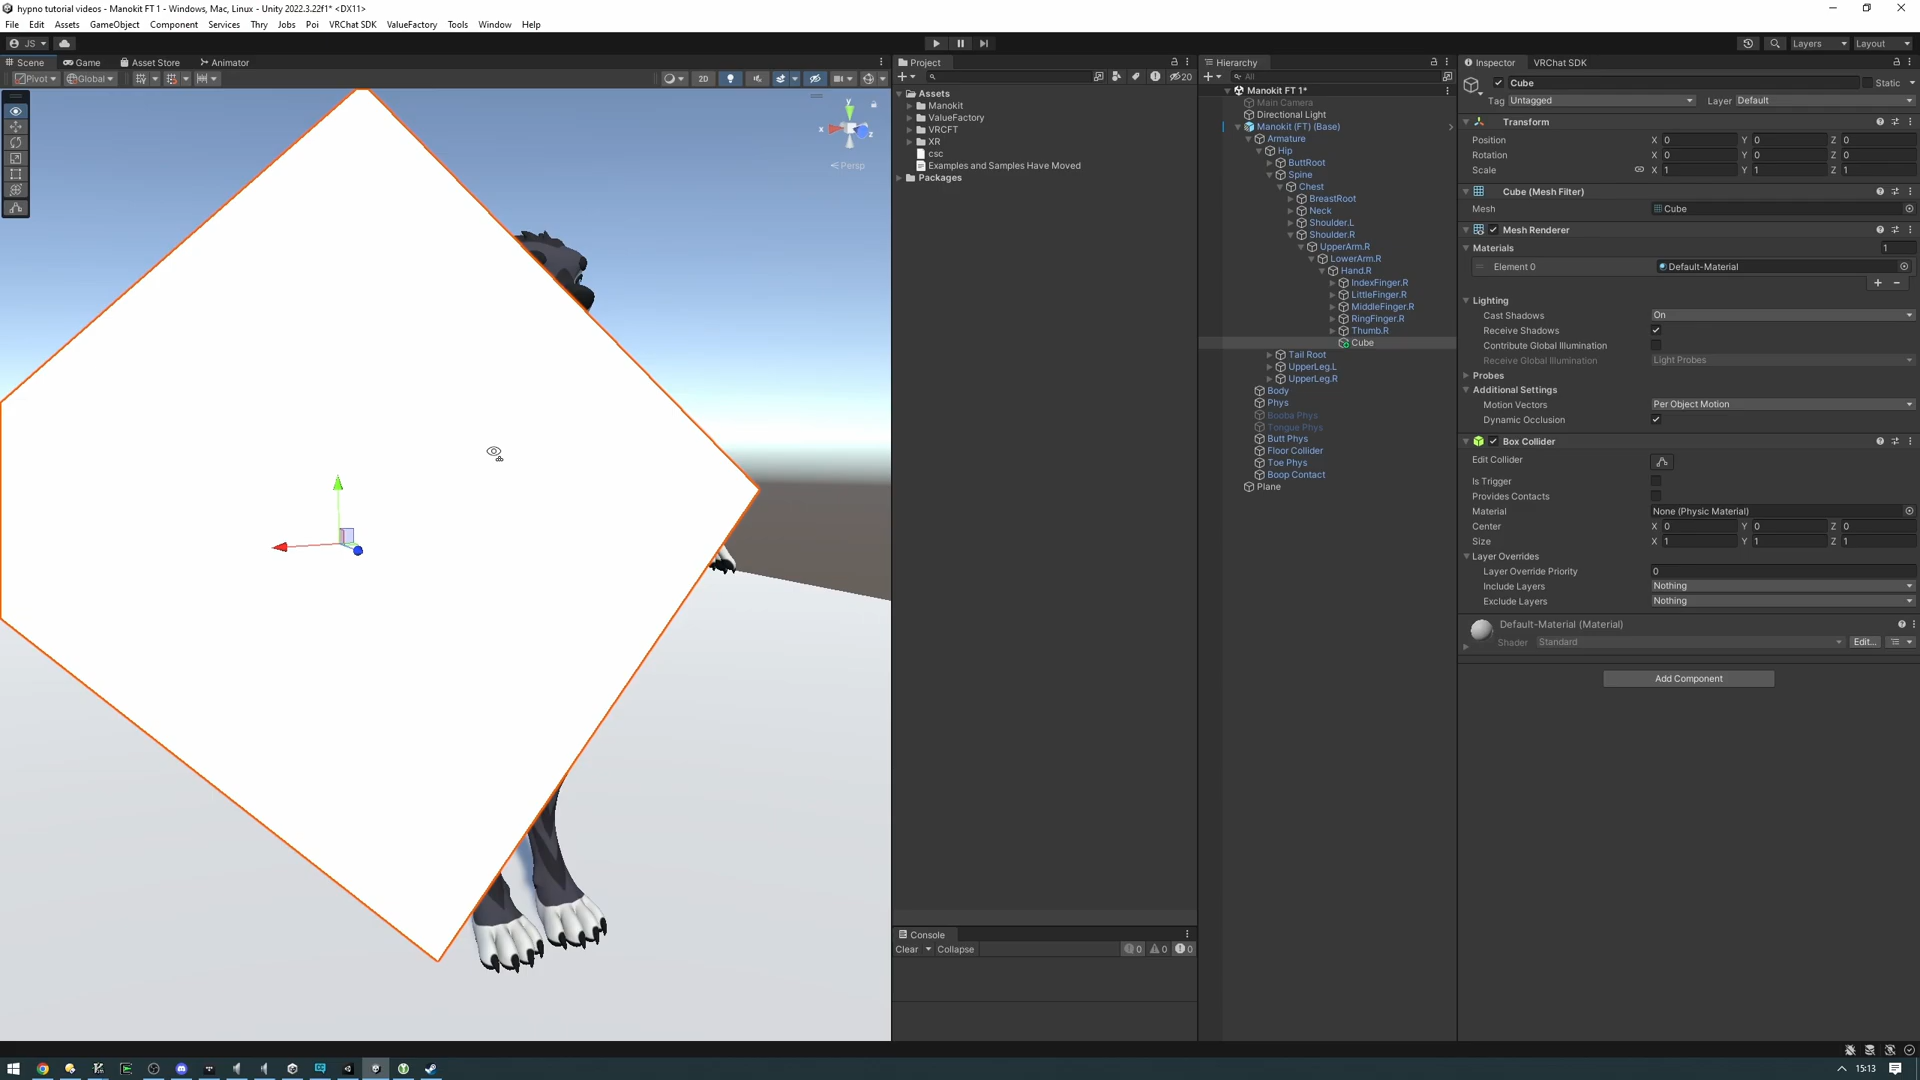 hypno tutorial videos - Manokit FT 1 - Windows, Mac, Linux - Unity 2022.3.22f1* <DX11>
File Edit Assets GameObject Component Services Thry Jobs Poi VRChat SDK ValueFactory Tools Window Help
JS
Layers Layout
Scene Game Asset Store Animator
Pivot Global 2D
y
x z
Persp
Project
20
Assets
Manokit
ValueFactory
VRCFT
XR
csc
Examples and Samples Have Moved
Packages
Console
Clear Collapse 0 0 0
Hierarchy
All
Manokit FT 1*
Main Camera
Directional Light
Manokit (FT) (Base)
Armature
Hip
ButtRoot
Spine
Chest
BreastRoot
Neck
Shoulder.L
Shoulder.R
UpperArm.R
LowerArm.R
Hand.R
IndexFinger.R
LittleFinger.R
MiddleFinger.R
RingFinger.R
Thumb.R
Cube
Tail Root
UpperLeg.L
UpperLeg.R
Body
Phys
Booba Phys
Tongue Phys
Butt Phys
Floor Collider
Toe Phys
Boop Contact
Plane
Inspector VRChat SDK
Cube Static
Tag Untagged Layer Default
Transform
Position X 0 Y 0 Z 0
Rotation X 0 Y 0 Z 0
Scale X 1 Y 1 Z 1
Cube (Mesh Filter)
Mesh Cube
Mesh Renderer
Materials 1
Element 0 Default-Material
Lighting
Cast Shadows On
Receive Shadows
Contribute Global Illumination
Receive Global Illumination Light Probes
Probes
Additional Settings
Motion Vectors Per Object Motion
Dynamic Occlusion
Box Collider
Edit Collider
Is Trigger
Provides Contacts
Material None (Physic Material)
Center X 0 Y 0 Z 0
Size X 1 Y 1 Z 1
Layer Overrides
Layer Override Priority 0
Include Layers Nothing
Exclude Layers Nothing
Default-Material (Material)
Shader Standard Edit...
Add Component
15:13